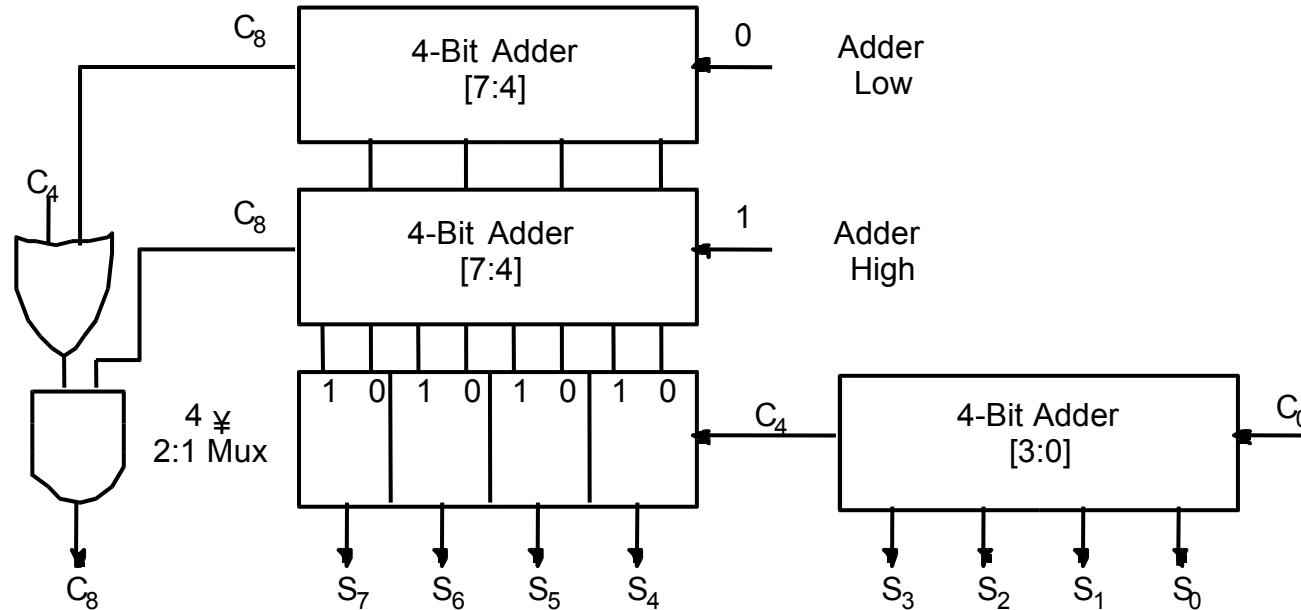 C8
4-Bit Adder
[7:4]
0
Adder
Low
C4
C8
4-Bit Adder
[7:4]
1
Adder
High
1 0 1 0 1 0 1 0
4 ¥
2:1 Mux
C4
4-Bit Adder
[3:0]
C0
C8
S7 S6 S5 S4 S3 S2 S1 S0